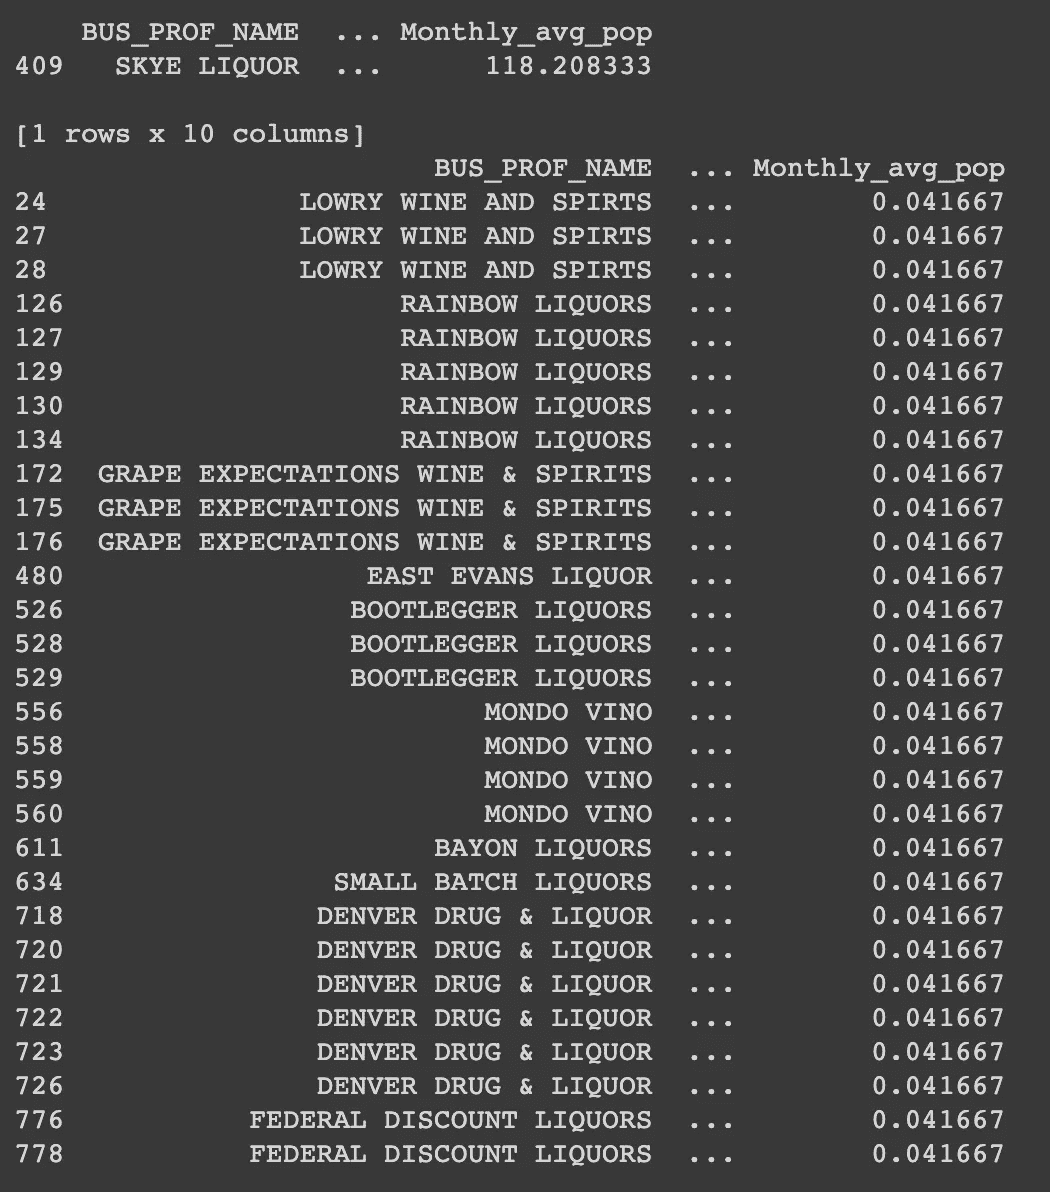 BUS_PROF_NAME ... Monthly_avg_pop
409 SKYE LIQUOR ... 118.208333
[1 rows x 10 columns]
BUS_PROF_NAME ... Monthly_avg_pop
24 LOWRY WINE AND SPIRTS ... 0.041667
27 LOWRY WINE AND SPIRTS ... 0.041667
28 LOWRY WINE AND SPIRTS ... 0.041667
126 RAINBOW LIQUORS ... 0.041667
127 RAINBOW LIQUORS ... 0.041667
129 RAINBOW LIQUORS ... 0.041667
130 RAINBOW LIQUORS ... 0.041667
134 RAINBOW LIQUORS ... 0.041667
172 GRAPE EXPECTATIONS WINE & SPIRITS ... 0.041667
175 GRAPE EXPECTATIONS WINE & SPIRITS ... 0.041667
176 GRAPE EXPECTATIONS WINE & SPIRITS ... 0.041667
480 EAST EVANS LIQUOR ... 0.041667
526 BOOTLEGGER LIQUORS ... 0.041667
528 BOOTLEGGER LIQUORS ... 0.041667
529 BOOTLEGGER LIQUORS ... 0.041667
556 MONDO VINO ... 0.041667
558 MONDO VINO ... 0.041667
559 MONDO VINO ... 0.041667
560 MONDO VINO ... 0.041667
611 BAYON LIQUORS ... 0.041667
634 SMALL BATCH LIQUORS ... 0.041667
718 DENVER DRUG & LIQUOR ... 0.041667
720 DENVER DRUG & LIQUOR ... 0.041667
721 DENVER DRUG & LIQUOR ... 0.041667
722 DENVER DRUG & LIQUOR ... 0.041667
723 DENVER DRUG & LIQUOR ... 0.041667
726 DENVER DRUG & LIQUOR ... 0.041667
776 FEDERAL DISCOUNT LIQUORS ... 0.041667
778 FEDERAL DISCOUNT LIQUORS ... 0.041667